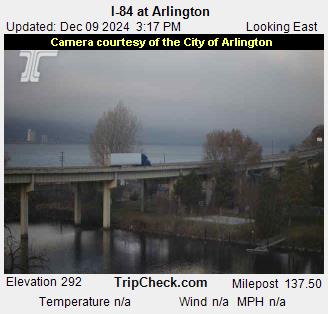 I-84 at Arlington
Updated: Dec 09 2024 3:17 PM Looking East
Camera courtesy of the City of Arlington
Elevation 292 TripCheck.com Milepost 137.50
Temperature n/a Wind n/a MPH n/a